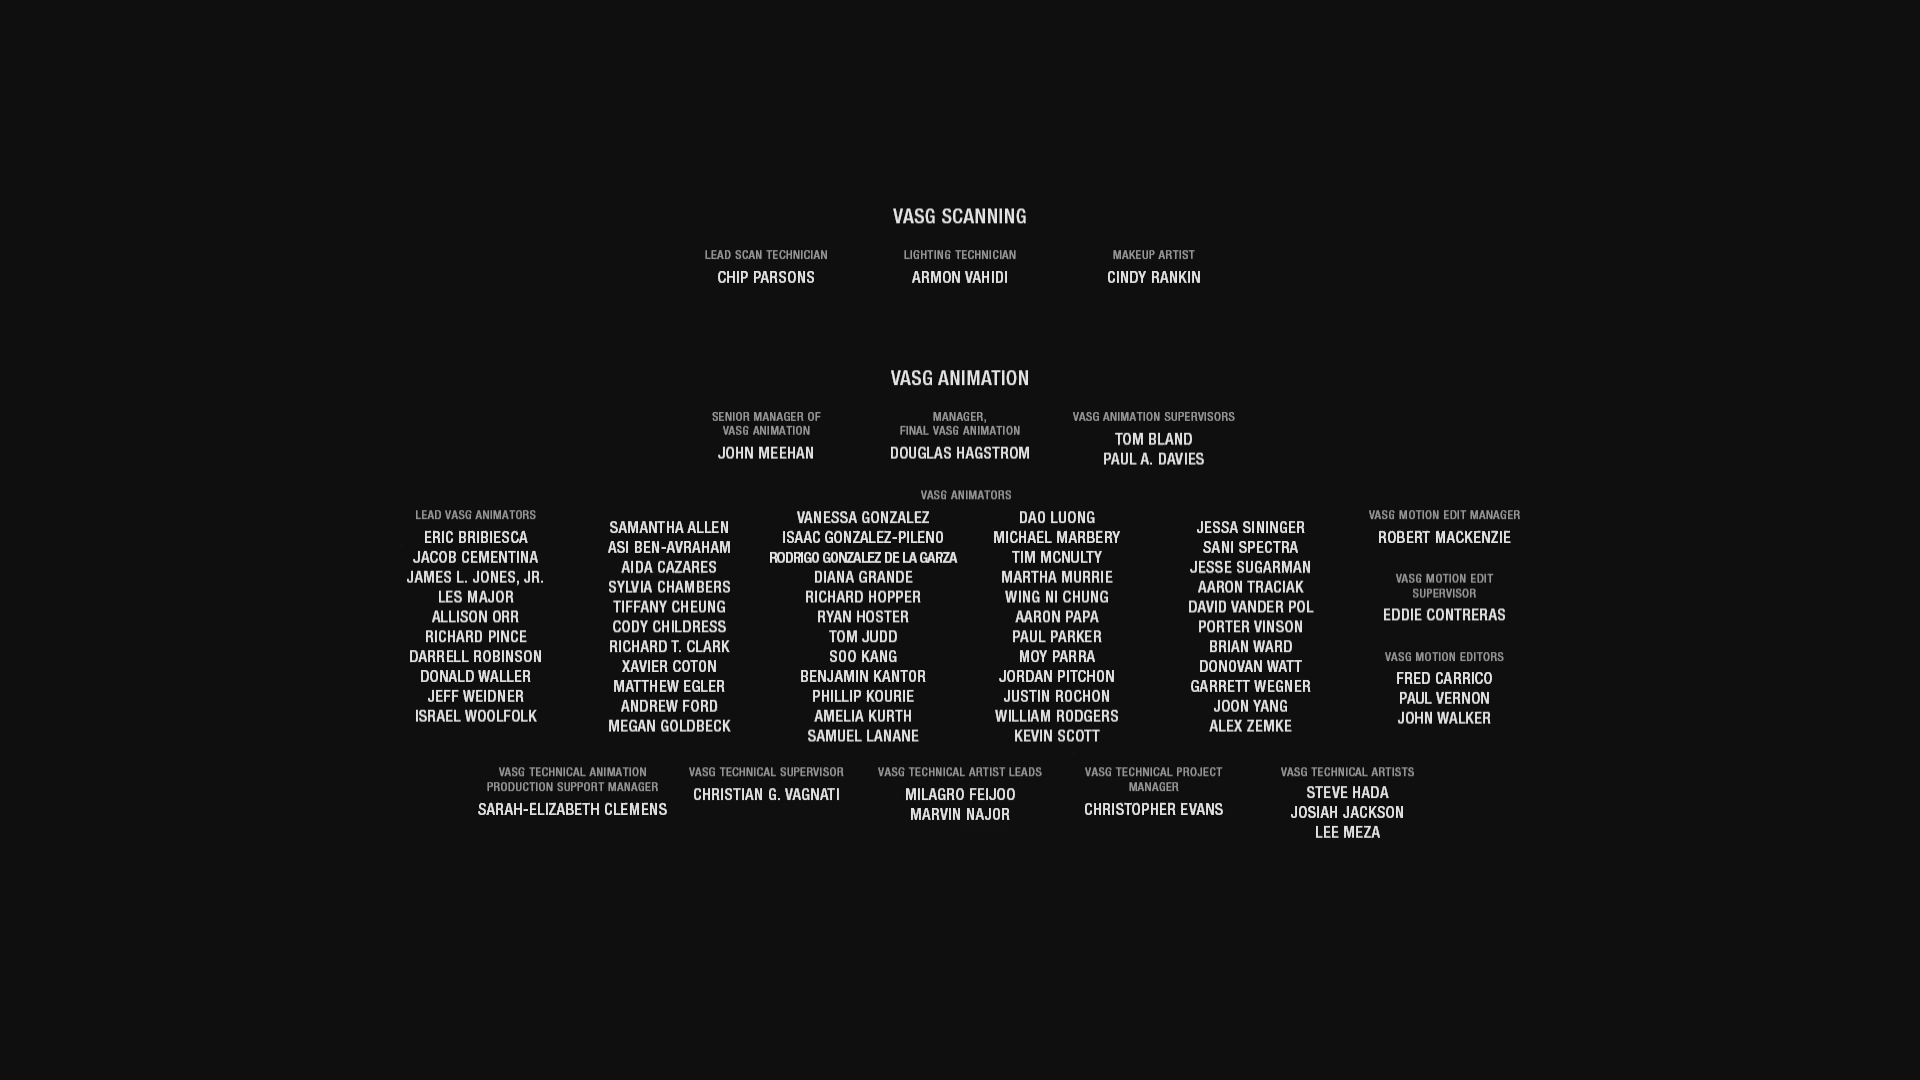 VASG SCANNING
LEAD SCAN TECHNICIAN
CHIP PARSONS
LIGHTING TECHNICIAN
ARMON VAHIDI
MAKEUP ARTIST
CINDY RANKIN
VASG ANIMATION
SENIOR MANAGER OF
VASG ANIMATION
JOHN MEEHAN
MANAGER,
FINAL VASG ANIMATION
DOUGLAS HAGSTROM
VASG ANIMATION SUPERVISORS
TOM BLAND
PAUL A. DAVIES
LEAD VASG ANIMATORS
ERIC BRIBIESCA
JACOB CEMENTINA
JAMES L. JONES, JR.
LES MAJOR
ALLISON ORR
RICHARD PINCE
DARRELL ROBINSON
DONALD WALLER
JEFF WEIDNER
ISRAEL WOOLFOLK
VASG ANIMATORS
SAMANTHA ALLEN
ASI BEN-AVRAHAM
AIDA CAZARES
SYLVIA CHAMBERS
TIFFANY CHEUNG
CODY CHILDRESS
RICHARD T. CLARK
XAVIER COTON
MATTHEW EGLER
ANDREW FORD
MEGAN GOLDBECK
VANESSA GONZALEZ
ISAAC GONZALEZ-PILENO
RODRIGO GONZALEZ DE LA GARZA
DIANA GRANDE
RICHARD HOPPER
RYAN HOSTER
TOM JUDD
SOO KANG
BENJAMIN KANTOR
PHILLIP KOURIE
AMELIA KURTH
SAMUEL LANANE
DAO LUONG
MICHAEL MARBERY
TIM MCNULTY
MARTHA MURRIE
WING NI CHUNG
AARON PAPA
PAUL PARKER
MOY PARRA
JORDAN PITCHON
JUSTIN ROCHON
WILLIAM RODGERS
KEVIN SCOTT
JESSA SININGER
SANI SPECTRA
JESSE SUGARMAN
AARON TRACIAK
DAVID VANDER POL
PORTER VINSON
BRIAN WARD
DONOVAN WATT
GARRETT WEGNER
JOON YANG
ALEX ZEMKE
VASG MOTION EDIT MANAGER
ROBERT MACKENZIE
VASG MOTION EDIT
SUPERVISOR
EDDIE CONTRERAS
VASG MOTION EDITORS
FRED CARRICO
PAUL VERNON
JOHN WALKER
VASG TECHNICAL ANIMATION
PRODUCTION SUPPORT MANAGER
SARAH-ELIZABETH CLEMENS
VASG TECHNICAL SUPERVISOR
CHRISTIAN G. VAGNATI
VASG TECHNICAL ARTIST LEADS
MILAGRO FEIJOO
MARVIN NAJOR
VASG TECHNICAL PROJECT
MANAGER
CHRISTOPHER EVANS
VASG TECHNICAL ARTISTS
STEVE HADA
JOSIAH JACKSON
LEE MEZA